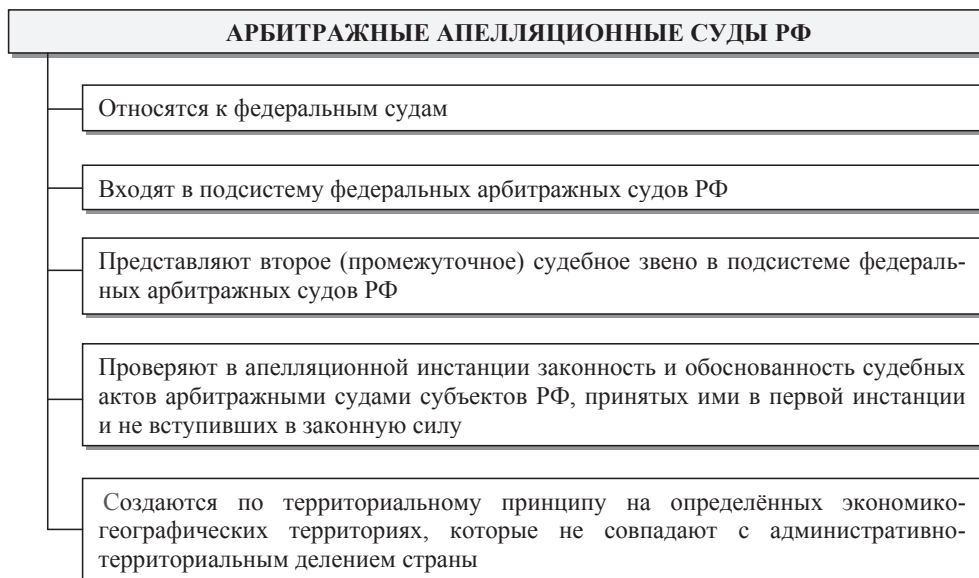 АРБИТРАЖНЫЕ АПЕЛЛЯЦИОННЫЕ СУДЫ РФ
Относятся к федеральным судам
Входят в подсистему федеральных арбитражных судов РФ
Представляют второе (промежуточное) судебное звено в подсистеме федераль-
ных арбитражных судов РФ
Проверяют в апелляционной инстанции законность и обоснованность судебных
актов арбитражными судами субъектов РФ, принятых ими в первой инстанции
и не вступивших в законную силу
Создаются по территориальному принципу на определённых экономико-
географических территориях, которые не совпадают с административно-
территориальным делением страны